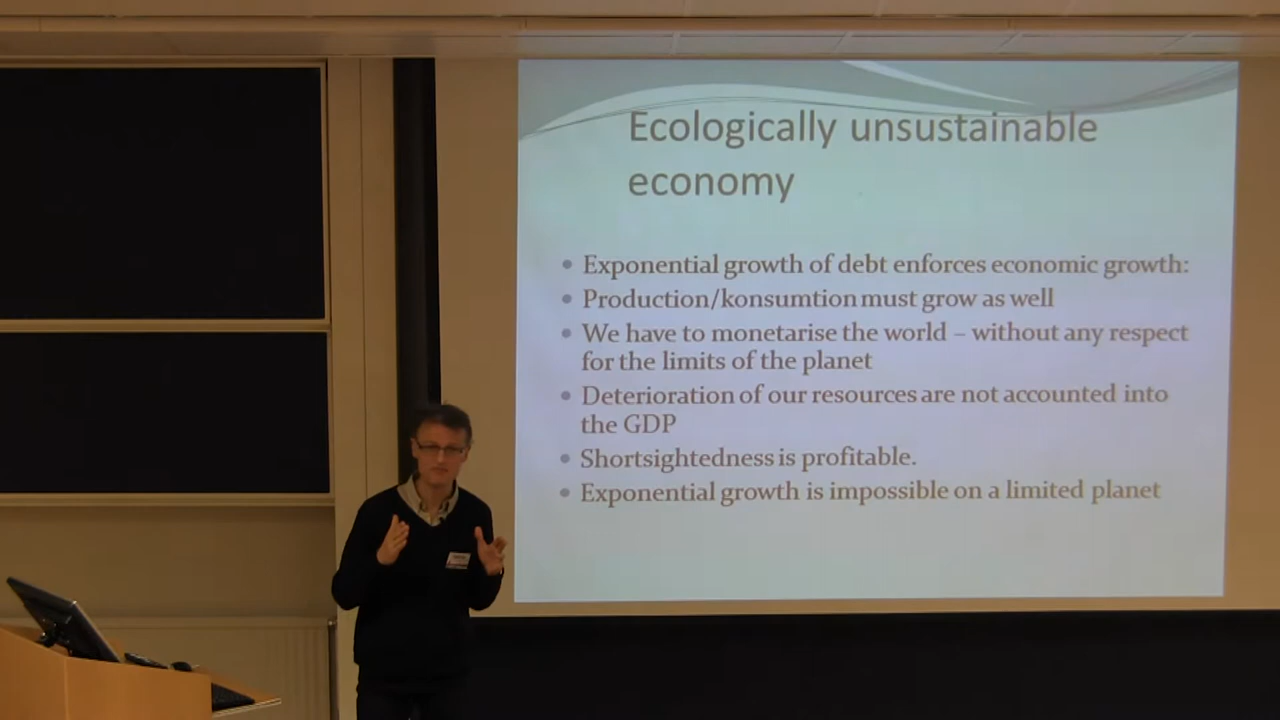 Ecologically unsustainable
economy
Exponential growth of debt enforces economic growth:
Production/konsumtion must grow as well
We have to monetarise the world – without any respect
for the limits of the planet
Deterioration of our resources are not accounted into
the GDP
Shortsightedness is profitable.
Exponential growth is impossible on a limited planet